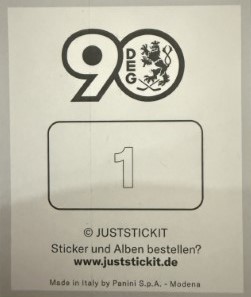 90
DEG
1
© JUSTSTICKIT
Sticker und Alben bestellen?
www.juststickit.de
Made in Italy by Panini S.p.A. - Modena